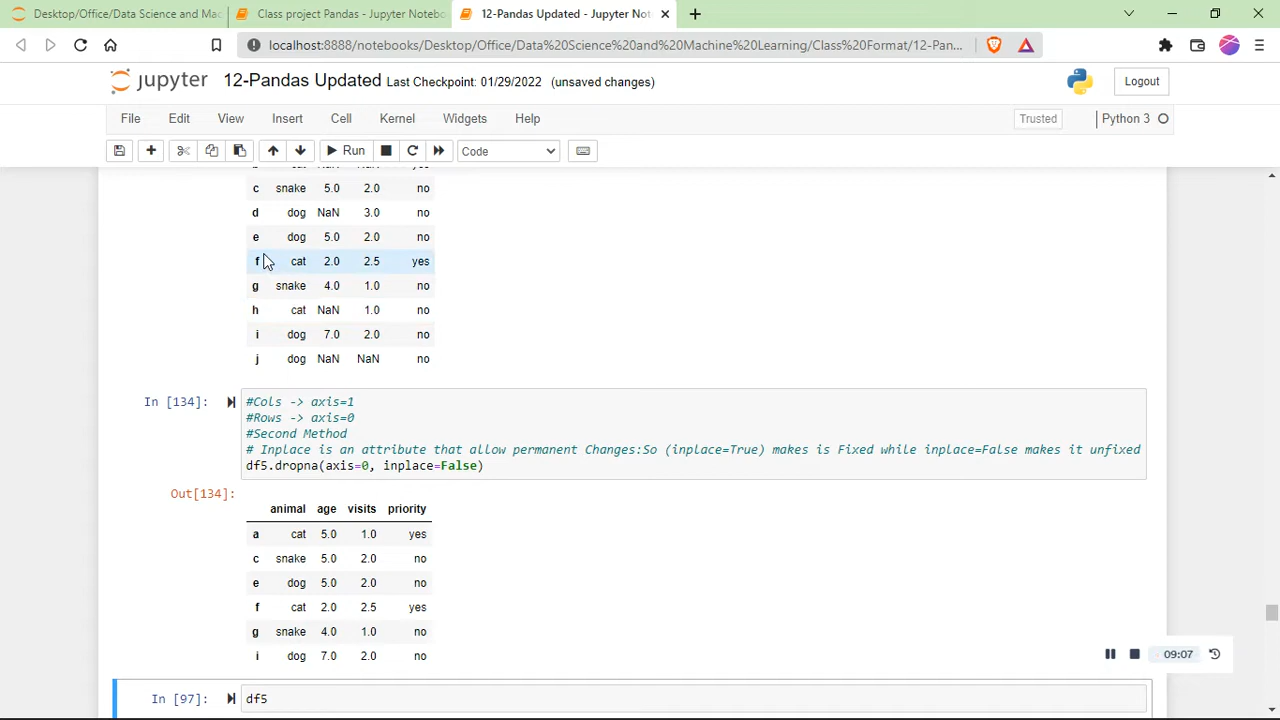 Desktop/Office/Data Science and Mac
Class project Pandas - Jupyter Notebo
12-Pandas Updated - Jupyter Not
localhost:8888/notebooks/Desktop/Office/Data%20Science%20and%20Machine%20Learning/Class%20Format/12-Pan...
jupyter 12-Pandas Updated Last Checkpoint: 01/29/2022 (unsaved changes)
Logout
File Edit View Insert Cell Kernel Widgets Help Trusted Python 3
Run Code
c snake 5.0 2.0 no
d dog NaN 3.0 no
e dog 5.0 2.0 no
f cat 2.0 2.5 yes
g snake 4.0 1.0 no
h cat NaN 1.0 no
i dog 7.0 2.0 no
j dog NaN NaN no
In [134]: #Cols -> axis=1
#Rows -> axis=0
#Second Method
# Inplace is an attribute that allow permanent Changes:So (inplace=True) makes is Fixed while inplace=False makes it unfixed
df5.dropna(axis=0, inplace=False)
Out[134]:
animal age visits priority
a cat 5.0 1.0 yes
c snake 5.0 2.0 no
e dog 5.0 2.0 no
f cat 2.0 2.5 yes
g snake 4.0 1.0 no
i dog 7.0 2.0 no
09:07
In [97]: df5